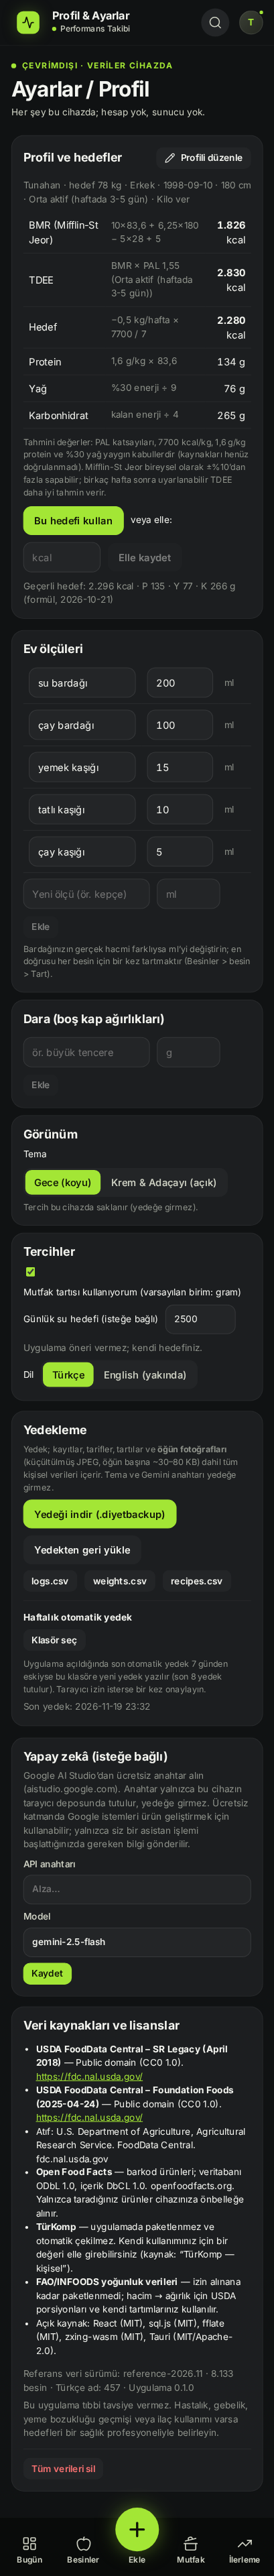 Profil & Ayarlar
Performans Takibi
T
ÇEVRİMDIŞI · VERİLER CİHAZDA
Ayarlar / Profil
Her şey bu cihazda; hesap yok, sunucu yok.
Profil ve hedefler
Profili düzenle
Tunahan · hedef 78 kg · Erkek · 1998-09-10 · 180 cm
· Orta aktif (haftada 3-5 gün) · Kilo ver
BMR (Mifflin-St Jeor) 10×83,6 + 6,25×180 − 5×28 + 5 1.826 kcal
TDEE BMR × PAL 1,55 (Orta aktif (haftada 3-5 gün)) 2.830 kcal
Hedef −0,5 kg/hafta × 7700 / 7 2.280 kcal
Protein 1,6 g/kg × 83,6 134 g
Yağ %30 enerji ÷ 9 76 g
Karbonhidrat kalan enerji ÷ 4 265 g
Tahmini değerler: PAL katsayıları, 7700 kcal/kg, 1,6 g/kg
protein ve %30 yağ yaygın kabullerdir (kaynakları henüz
doğrulanmadı). Mifflin-St Jeor bireysel olarak ±%10'dan
fazla sapabilir; birkaç hafta sonra uyarlanabilir TDEE
daha iyi tahmin verir.
Bu hedefi kullan veya elle:
kcal Elle kaydet
Geçerli hedef: 2.296 kcal · P 135 · Y 77 · K 266 g
(formül, 2026-10-21)
Ev ölçüleri
su bardağı 200 ml
çay bardağı 100 ml
yemek kaşığı 15 ml
tatlı kaşığı 10 ml
çay kaşığı 5 ml
Yeni ölçü (ör. kepçe) ml
Ekle
Bardağınızın gerçek hacmi farklıysa ml'yi değiştirin; en
doğrusu her besin için bir kez tartmaktır (Besinler > besin
> Tart).
Dara (boş kap ağırlıkları)
ör. büyük tencere g
Ekle
Görünüm
Tema
Gece (koyu) Krem & Adaçayı (açık)
Tercih bu cihazda saklanır (yedeğe girmez).
Tercihler
Mutfak tartısı kullanıyorum (varsayılan birim: gram)
Günlük su hedefi (isteğe bağlı) 2500
Uygulama öneri vermez; kendi hedefiniz.
Dil Türkçe English (yakında)
Yedekleme
Yedek; kayıtlar, tarifler, tartılar ve öğün fotoğrafları
(küçültülmüş JPEG, öğün başına ~30–80 KB) dahil tüm
kişisel verileri içerir. Tema ve Gemini anahtarı yedeğe
girmez.
Yedeği indir (.diyetbackup)
Yedekten geri yükle
logs.csv weights.csv recipes.csv
Haftalık otomatik yedek
Klasör seç
Uygulama açıldığında son otomatik yedek 7 günden
eskiyse bu klasöre yeni yedek yazılır (son 8 yedek
tutulur). Tarayıcı izin isterse bir kez onaylayın.
Son yedek: 2026-11-19 23:32
Yapay zekâ (isteğe bağlı)
Google AI Studio'dan ücretsiz anahtar alın
(aistudio.google.com). Anahtar yalnızca bu cihazın
tarayıcı deposunda tutulur, yedeğe girmez. Ücretsiz
katmanda Google istemleri ürün geliştirmek için
kullanabilir; yalnızca siz bir asistan işlemi
başlattığınızda gereken bilgi gönderilir.
API anahtarı
AIza...
Model
gemini-2.5-flash
Kaydet
Veri kaynakları ve lisanslar
• USDA FoodData Central – SR Legacy (April
2018) — Public domain (CC0 1.0).
https://fdc.nal.usda.gov/
• USDA FoodData Central – Foundation Foods
(2025-04-24) — Public domain (CC0 1.0).
https://fdc.nal.usda.gov/
• Atıf: U.S. Department of Agriculture, Agricultural
Research Service. FoodData Central.
fdc.nal.usda.gov
• Open Food Facts — barkod ürünleri; veritabanı
ODbL 1.0, içerik DbCL 1.0. openfoodfacts.org.
Yalnızca taradığınız ürünler cihazınıza önbelleğe
alınır.
• TürKomp — uygulamada paketlenmez ve
otomatik çekilmez. Kendi kullanımınız için bir
değeri elle girebilirsiniz (kaynak: "TürKomp —
kişisel").
• FAO/INFOODS yoğunluk verileri — izin alınana
kadar paketlenmedi; hacim → ağırlık için USDA
porsiyonları ve kendi tartımlarınız kullanılır.
• Açık kaynak: React (MIT), sql.js (MIT), fflate
(MIT), zxing-wasm (MIT), Tauri (MIT/Apache-
2.0).
Referans veri sürümü: reference-2026.11 · 8.133
besin · Türkçe ad: 457 · Uygulama 0.1.0
Bu uygulama tıbbi tavsiye vermez. Hastalık, gebelik,
yeme bozukluğu geçmişi veya ilaç kullanımı varsa
hedefleri bir sağlık profesyoneliyle belirleyin.
Tüm verileri sil
Bugün Besinler Ekle Mutfak İlerleme